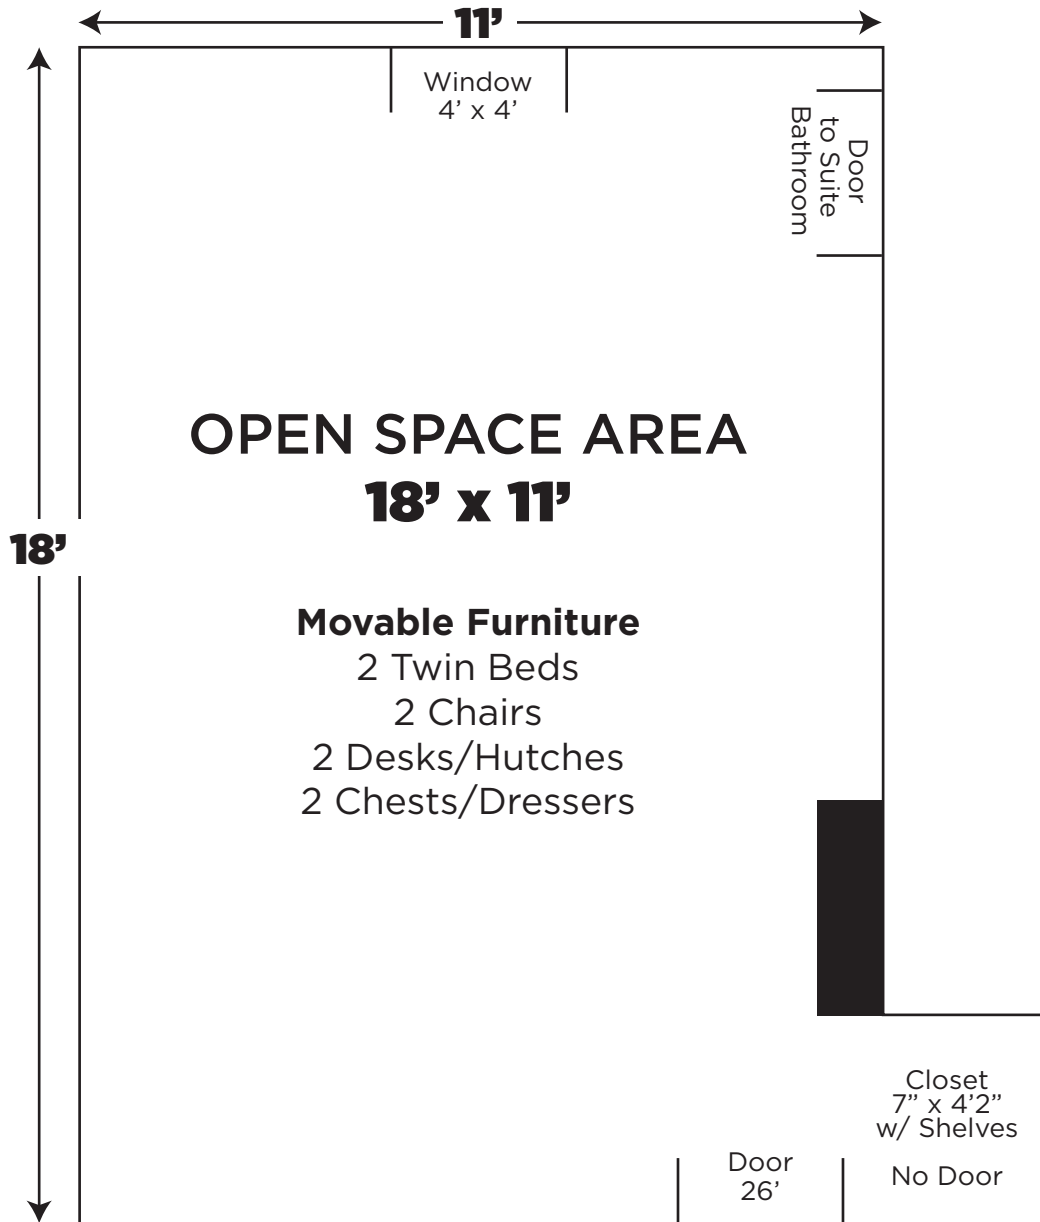 11’
Window
4’ x 4’
Door
to Suite
Bathroom
OPEN SPACE AREA
18’ x 11’
18’
Movable Furniture
2 Twin Beds
2 Chairs
2 Desks/Hutches
2 Chests/Dressers
Closet
7” x 4’2”
w/ Shelves
No Door
Door
26’